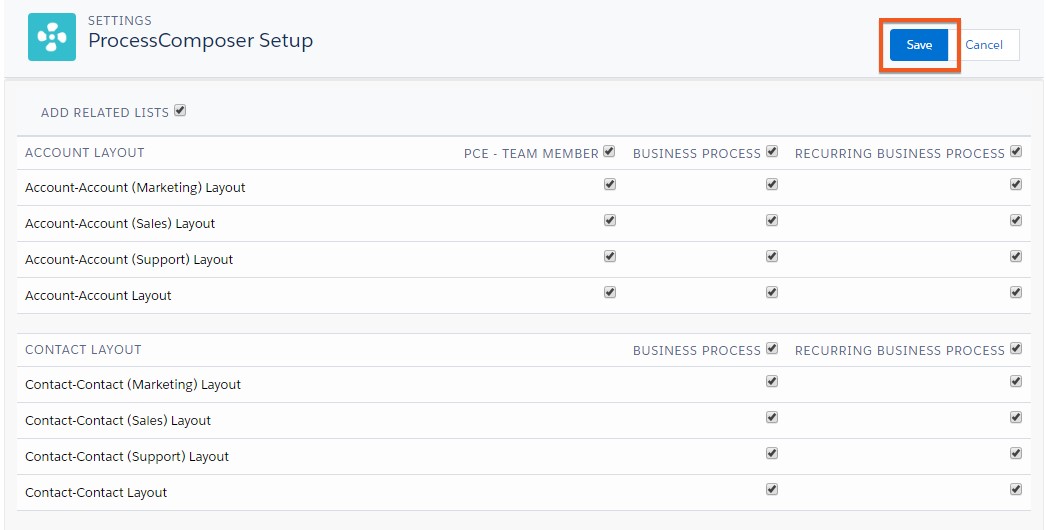 SETTINGS
ProcessComposer Setup
Save Cancel
ADD RELATED LISTS
ACCOUNT LAYOUT PCE - TEAM MEMBER BUSINESS PROCESS RECURRING BUSINESS PROCESS
Account-Account (Marketing) Layout
Account-Account (Sales) Layout
Account-Account (Support) Layout
Account-Account Layout
CONTACT LAYOUT BUSINESS PROCESS RECURRING BUSINESS PROCESS
Contact-Contact (Marketing) Layout
Contact-Contact (Sales) Layout
Contact-Contact (Support) Layout
Contact-Contact Layout